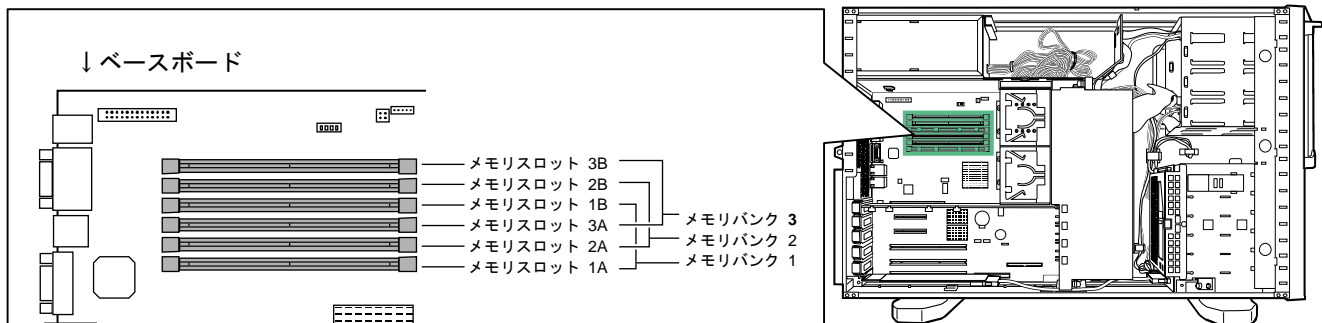 ↓ベースボード
メモリスロット 3B
メモリスロット 2B
メモリスロット 1B
メモリスロット 3A
メモリスロット 2A
メモリスロット 1A
メモリバンク 3
メモリバンク 2
メモリバンク 1